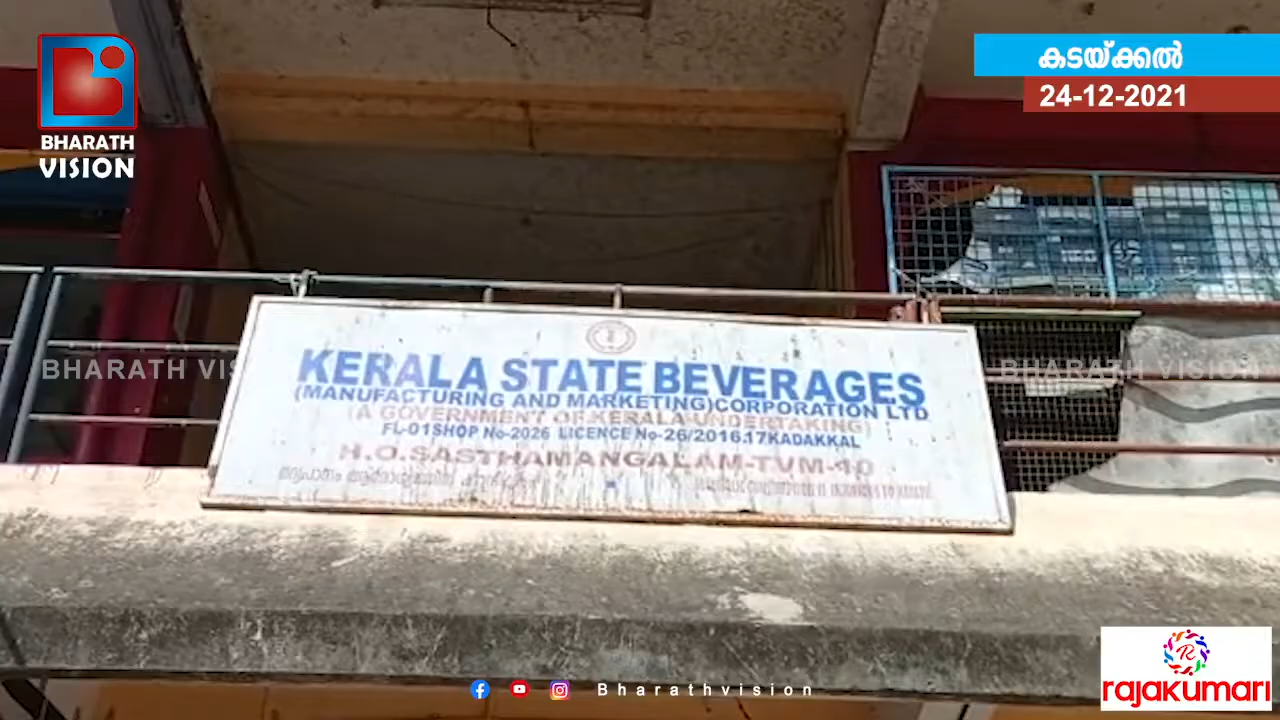 BHARATH
VISION
കടയ്ക്കൽ
24-12-2021
BHARATH VIS
BHARATH VISION
KERALA STATE BEVERAGES
(MANUFACTURING AND MARKETING)CORPORATION LTD
(A GOVERNMENT OF KERALA UNDERTAKING)
FL-01SHOP No-2026 LICENCE No-26/2016.17KADAKKAL
H.O.SASTHAMANGALAM-TVM-10
Bharathvision
R
rajakumari